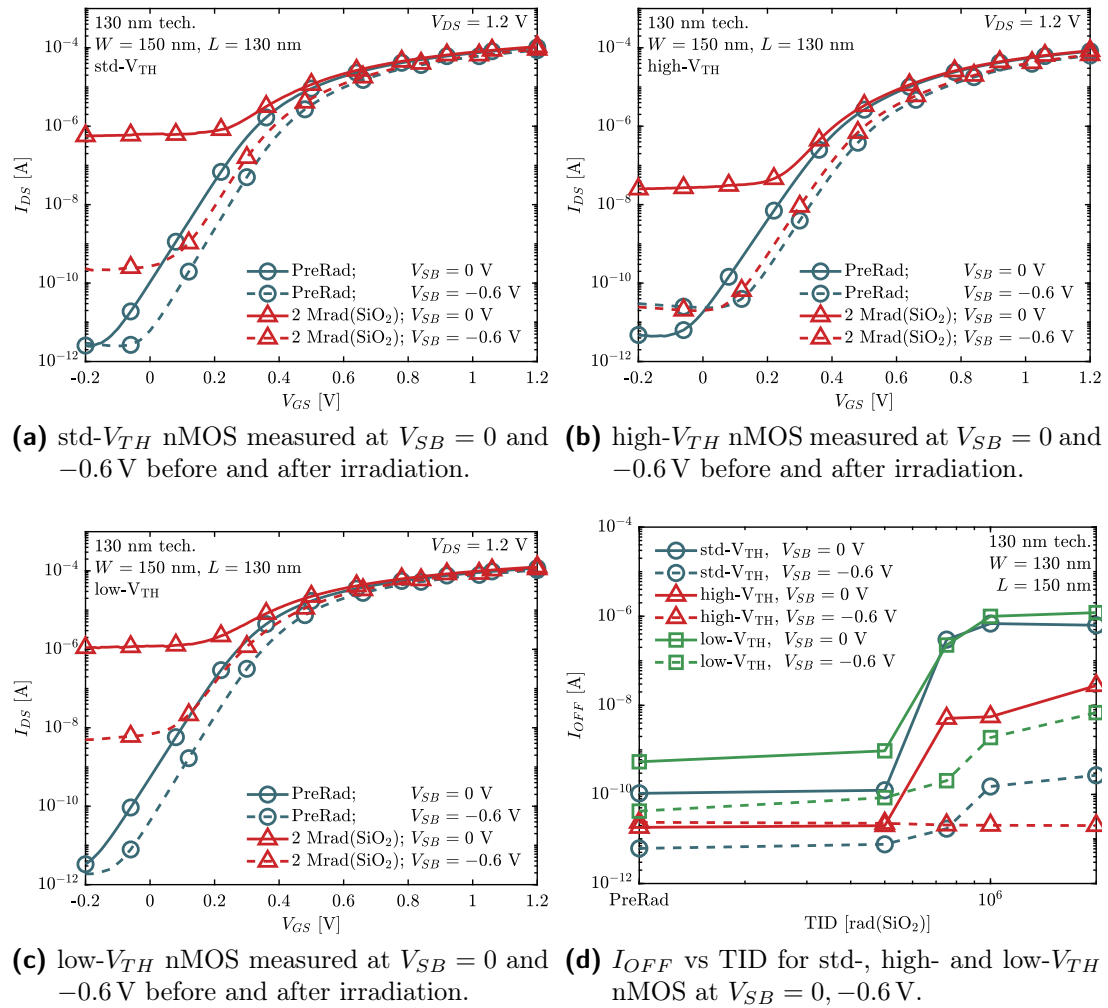 130 nm tech.
V_DS = 1.2 V
W = 150 nm, L = 130 nm
std-V_TH
10^−4
10^−6
10^−8
10^−10
10^−12
I_DS [A]
PreRad; V_SB = 0 V
PreRad; V_SB = −0.6 V
2 Mrad(SiO_2); V_SB = 0 V
2 Mrad(SiO_2); V_SB = −0.6 V
-0.2 0 0.2 0.4 0.6 0.8 1 1.2
V_GS [V]
(a) std-V_TH nMOS measured at V_SB = 0 and
−0.6 V before and after irradiation.
130 nm tech.
V_DS = 1.2 V
W = 150 nm, L = 130 nm
high-V_TH
10^−4
10^−6
10^−8
10^−10
10^−12
I_DS [A]
PreRad; V_SB = 0 V
PreRad; V_SB = −0.6 V
2 Mrad(SiO_2); V_SB = 0 V
2 Mrad(SiO_2); V_SB = −0.6 V
-0.2 0 0.2 0.4 0.6 0.8 1 1.2
V_GS [V]
(b) high-V_TH nMOS measured at V_SB = 0 and
−0.6 V before and after irradiation.
130 nm tech.
V_DS = 1.2 V
W = 150 nm, L = 130 nm
low-V_TH
10^−4
10^−6
10^−8
10^−10
10^−12
I_DS [A]
PreRad; V_SB = 0 V
PreRad; V_SB = −0.6 V
2 Mrad(SiO_2); V_SB = 0 V
2 Mrad(SiO_2); V_SB = −0.6 V
-0.2 0 0.2 0.4 0.6 0.8 1 1.2
V_GS [V]
(c) low-V_TH nMOS measured at V_SB = 0 and
−0.6 V before and after irradiation.
130 nm tech.
W = 130 nm
L = 150 nm
std-V_TH, V_SB = 0 V
std-V_TH, V_SB = −0.6 V
high-V_TH, V_SB = 0 V
high-V_TH, V_SB = −0.6 V
low-V_TH, V_SB = 0 V
low-V_TH, V_SB = −0.6 V
10^−4
10^−6
10^−8
10^−10
10^−12
I_OFF [A]
PreRad 10^6
TID [rad(SiO_2)]
(d) I_OFF vs TID for std-, high- and low-V_TH
nMOS at V_SB = 0, −0.6 V.